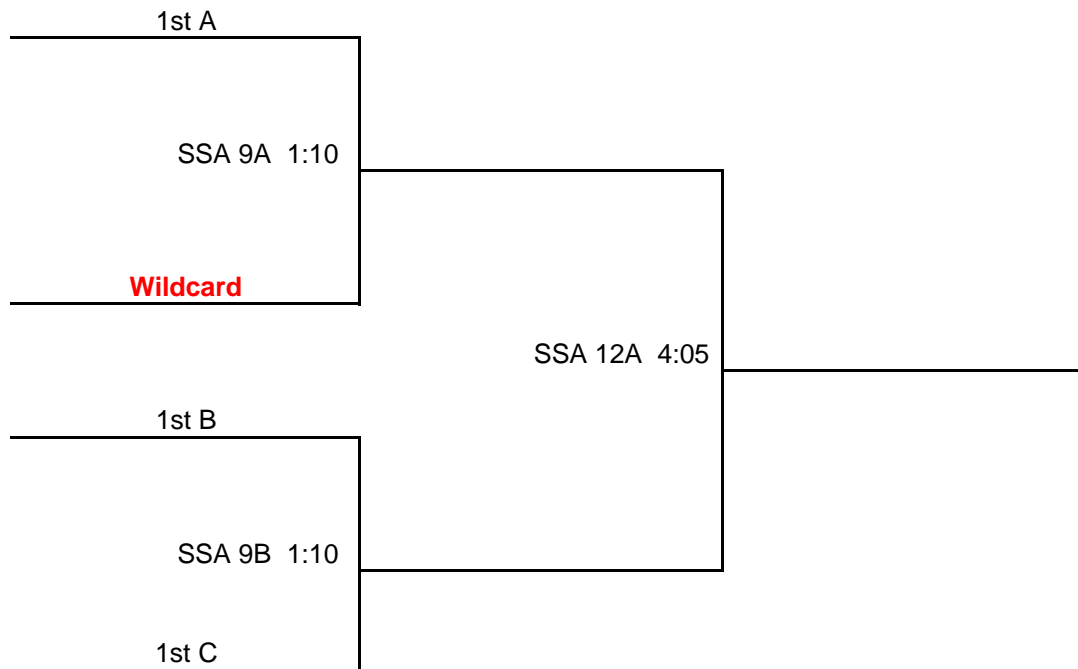 1st A
SSA 9A  1:10
Wildcard
SSA 12A  4:05
1st B
SSA 9B  1:10
1st C